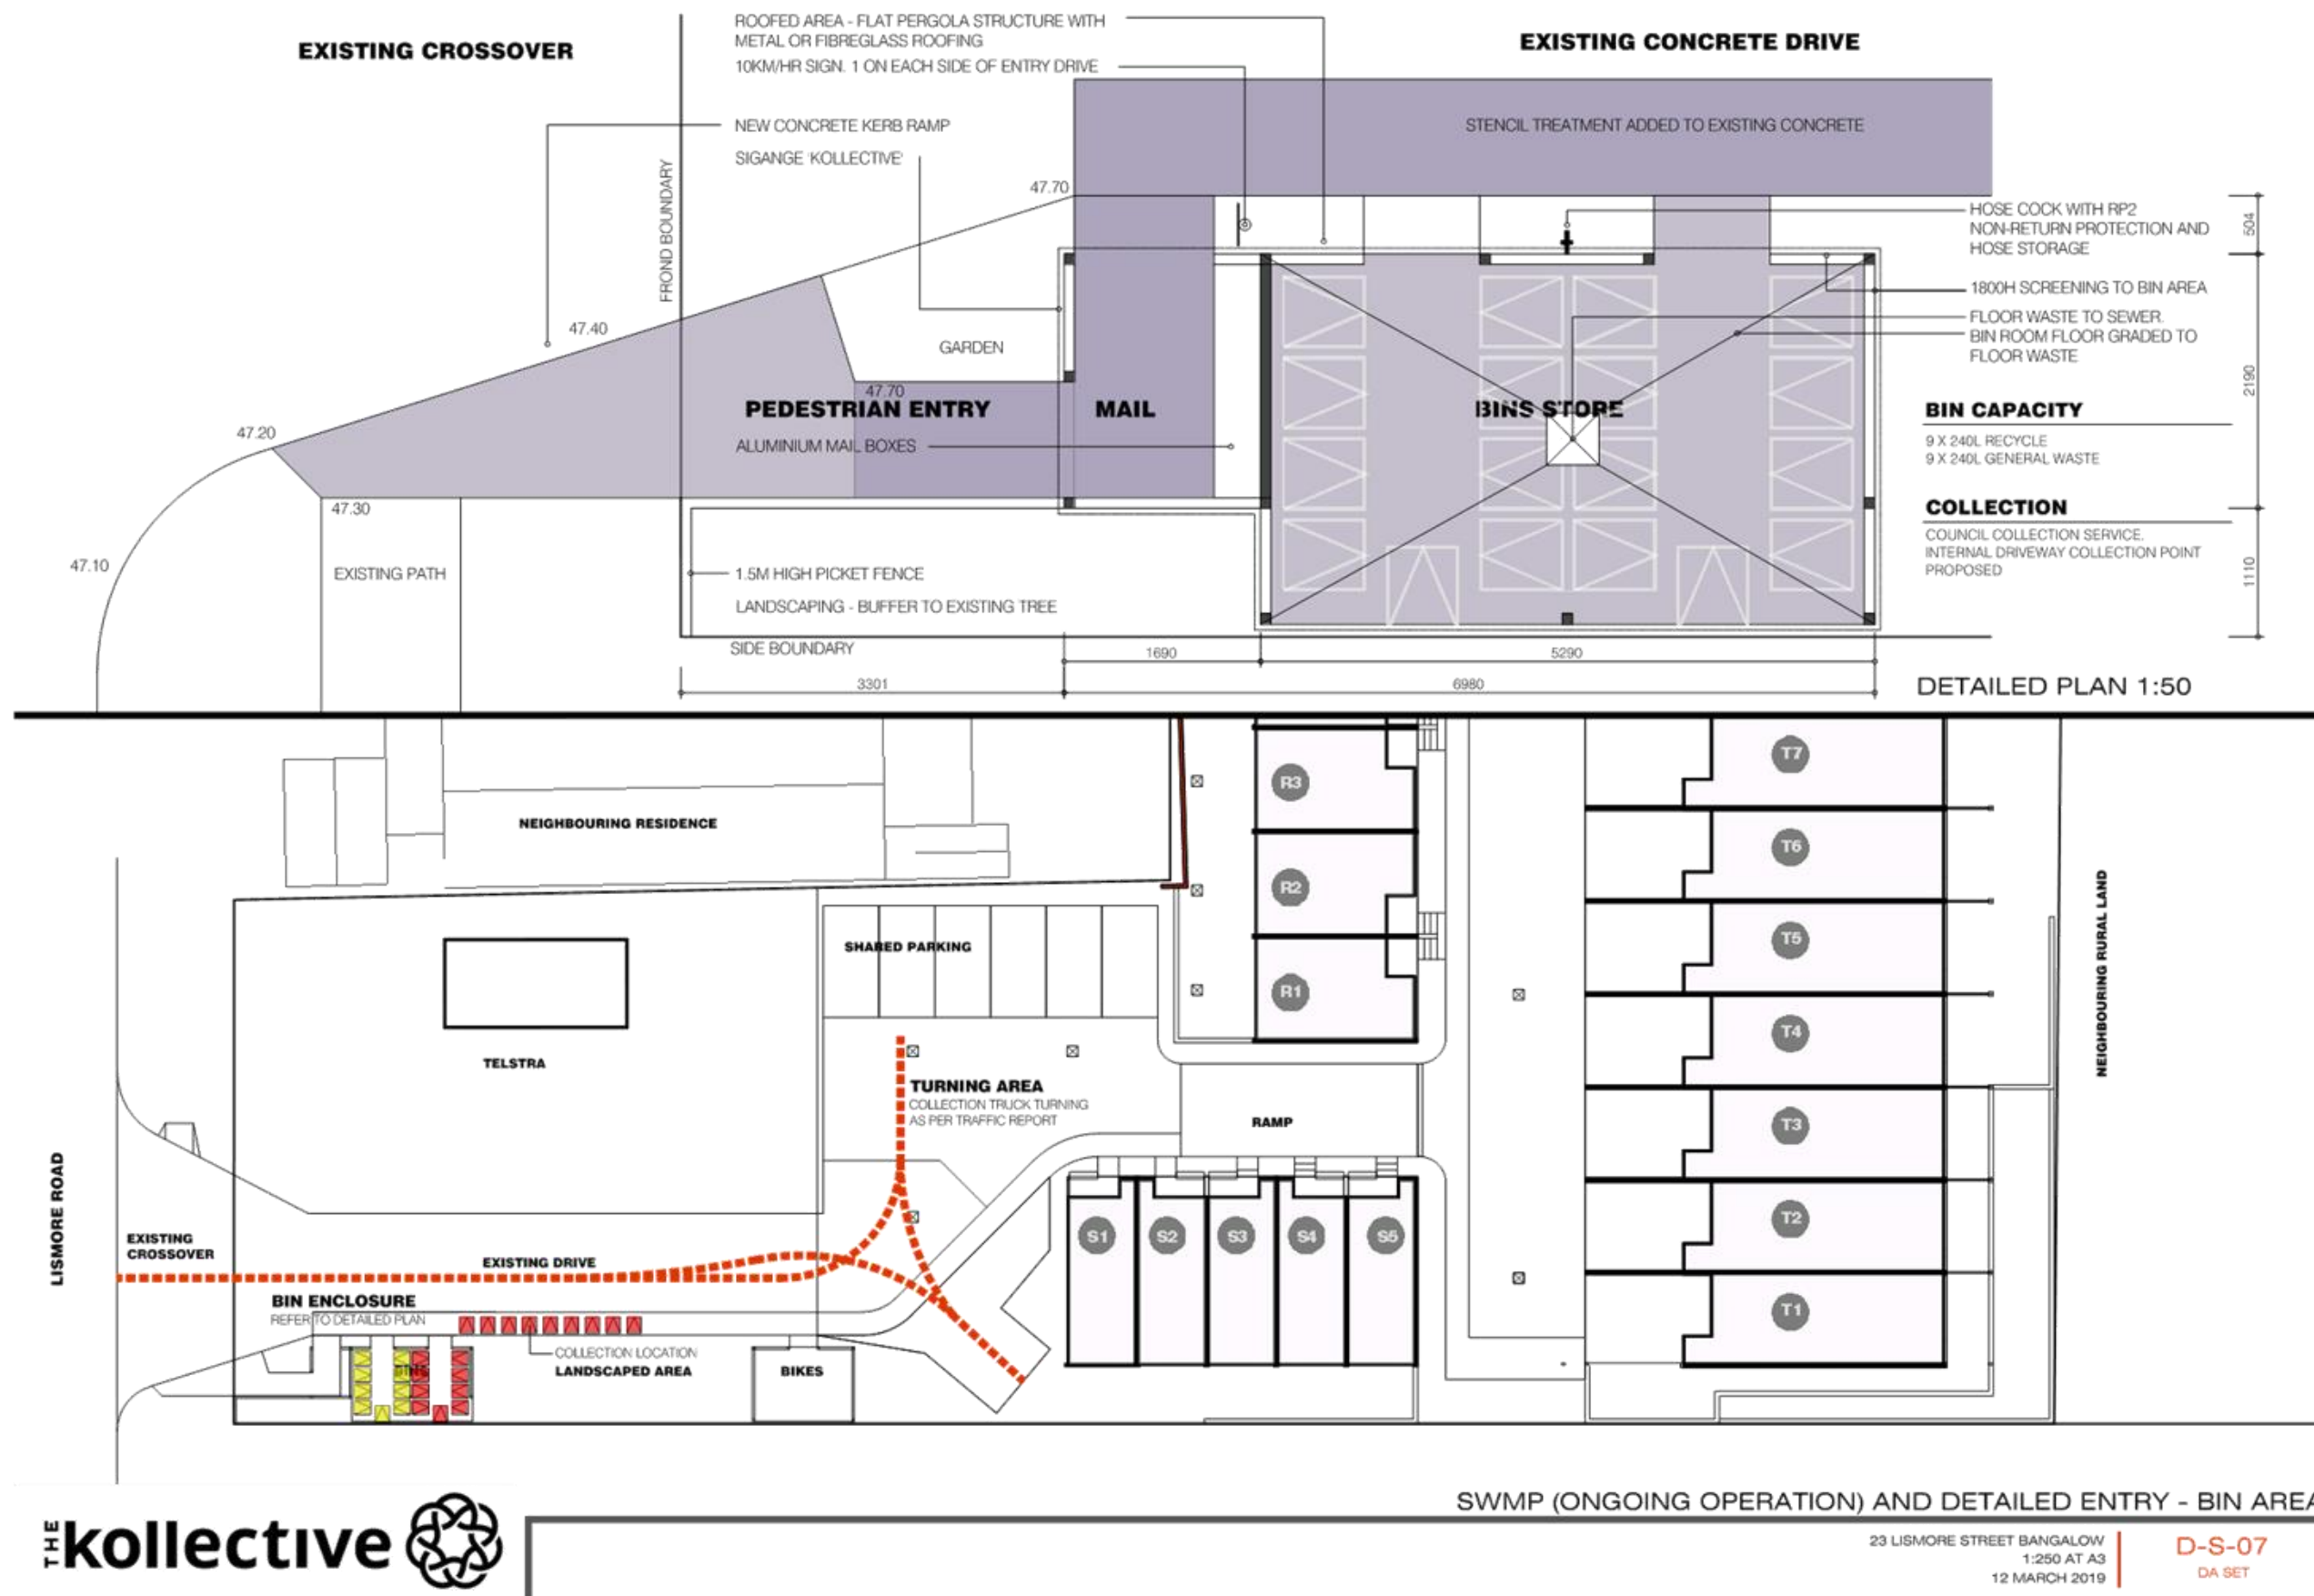 EXISTING CROSSOVER
ROOFED AREA - FLAT PERGOLA STRUCTURE WITH
METAL OR FIBREGLASS ROOFING
10KM/HR SIGN. 1 ON EACH SIDE OF ENTRY DRIVE
EXISTING CONCRETE DRIVE
NEW CONCRETE KERB RAMP
SIGANGE 'KOLLECTIVE'
STENCIL TREATMENT ADDED TO EXISTING CONCRETE
FROND BOUNDARY
47.70
HOSE COCK WITH RP2
NON-RETURN PROTECTION AND
HOSE STORAGE
504
1800H SCREENING TO BIN AREA
FLOOR WASTE TO SEWER.
BIN ROOM FLOOR GRADED TO
FLOOR WASTE
47.40
GARDEN
47.70
2190
PEDESTRIAN ENTRY
MAIL
BINS STORE
ALUMINIUM MAIL BOXES
BIN CAPACITY
9 X 240L RECYCLE
9 X 240L GENERAL WASTE
47.20
47.30
COLLECTION
COUNCIL COLLECTION SERVICE.
INTERNAL DRIVEWAY COLLECTION POINT
PROPOSED
47.10
EXISTING PATH
1.5M HIGH PICKET FENCE
LANDSCAPING - BUFFER TO EXISTING TREE
1110
SIDE BOUNDARY
1690
5290
3301
6980
DETAILED PLAN 1:50
NEIGHBOURING RESIDENCE
R3
T7
T6
R2
T5
SHARED PARKING
R1
T4
NEIGHBOURING RURAL LAND
TELSTRA
TURNING AREA
COLLECTION TRUCK TURNING
AS PER TRAFFIC REPORT
RAMP
T3
LISMORE ROAD
EXISTING
CROSSOVER
EXISTING DRIVE
S1
S2
S3
S4
S5
T2
BIN ENCLOSURE
REFER TO DETAILED PLAN
T1
COLLECTION LOCATION
LANDSCAPED AREA
BIKES
BINS
SWMP (ONGOING OPERATION) AND DETAILED ENTRY - BIN AREA
THE
kollective
23 LISMORE STREET BANGALOW
1:250 AT A3
12 MARCH 2019
D-S-07
DA SET